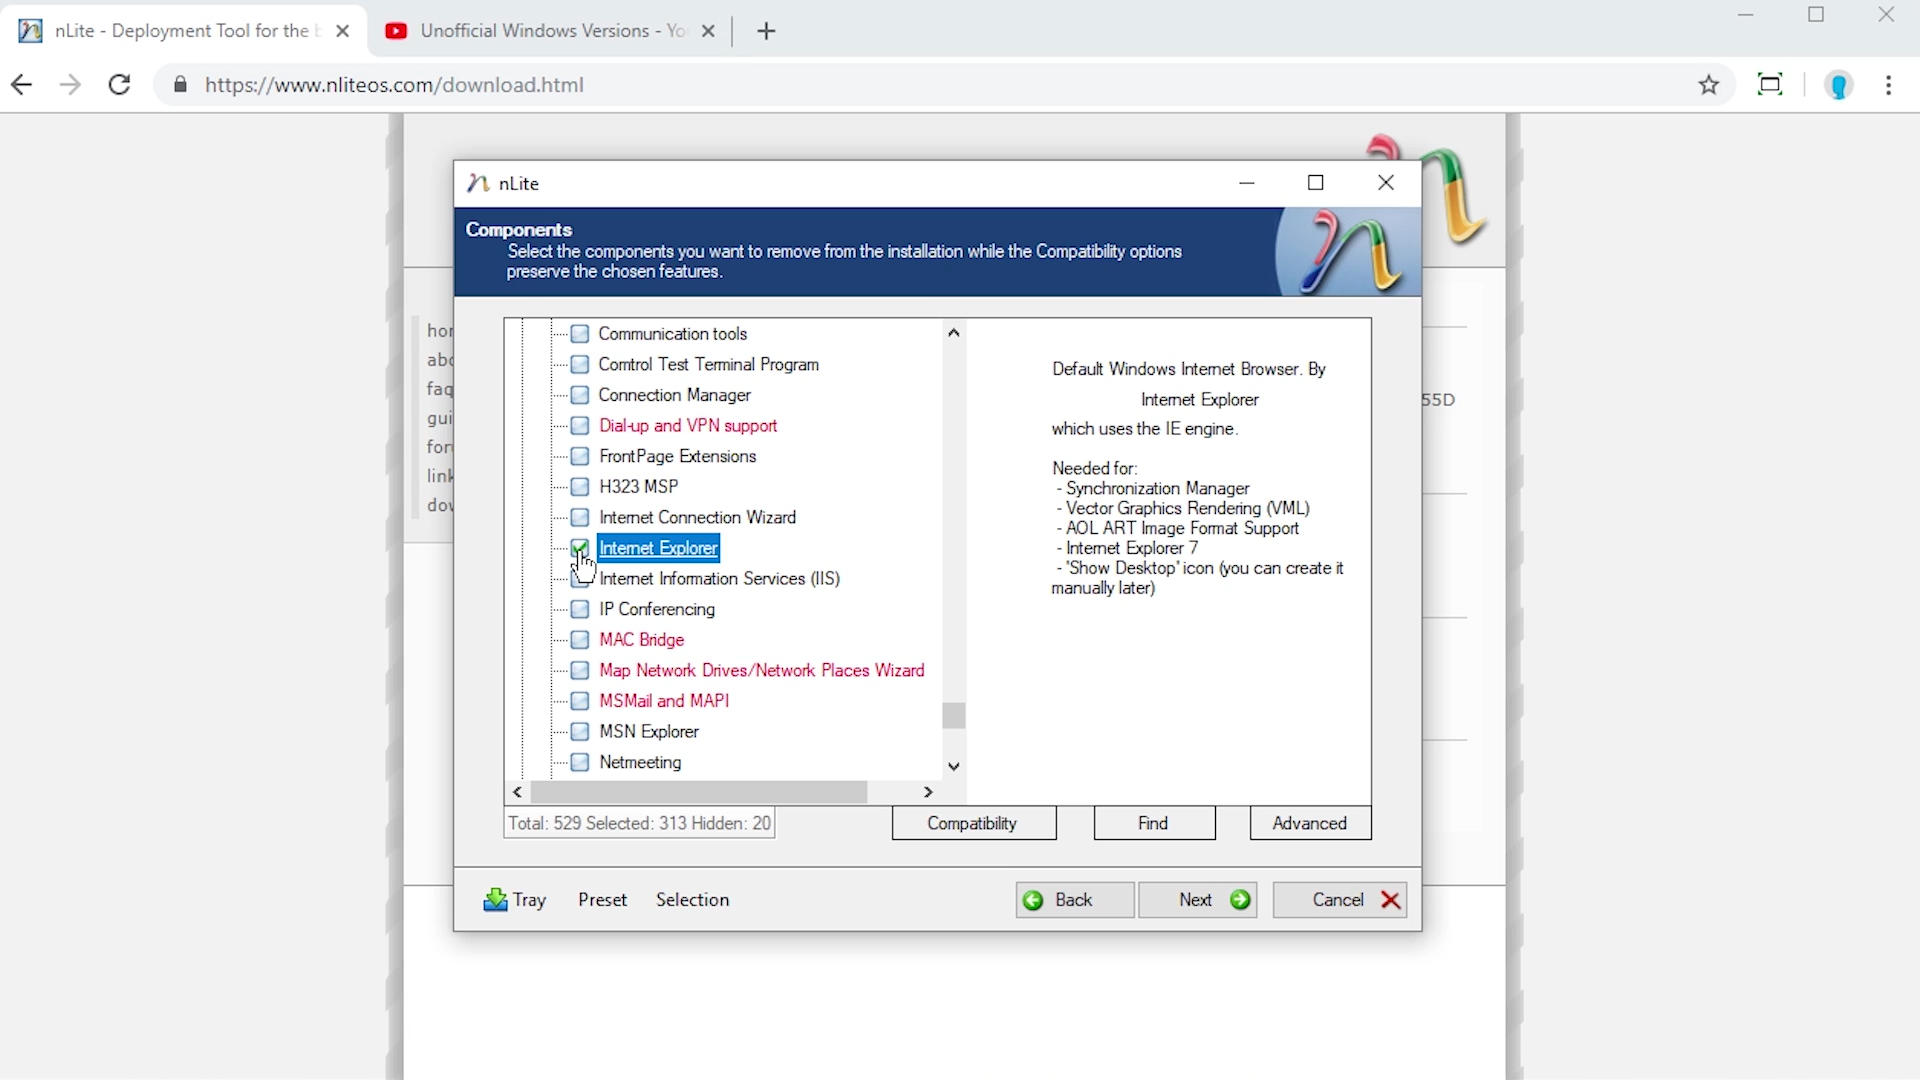 nLite - Deployment Tool for the
Unofficial Windows Versions - Yo
https://www.nliteos.com/download.html
nLite
Components
Select the components you want to remove from the installation while the Compatibility options
preserve the chosen features.
Communication tools
Comtrol Test Terminal Program
Connection Manager
Dial-up and VPN support
FrontPage Extensions
H323 MSP
Internet Connection Wizard
Internet Explorer
Internet Information Services (IIS)
IP Conferencing
MAC Bridge
Map Network Drives/Network Places Wizard
MSMail and MAPI
MSN Explorer
Netmeeting
Default Windows Internet Browser. By
Internet Explorer
which uses the IE engine.
Needed for:
- Synchronization Manager
- Vector Graphics Rendering (VML)
- AOL ART Image Format Support
- Internet Explorer 7
- 'Show Desktop' icon (you can create it
manually later)
55D
Total: 529 Selected: 313 Hidden: 20
Compatibility
Find
Advanced
Tray
Preset
Selection
Back
Next
Cancel